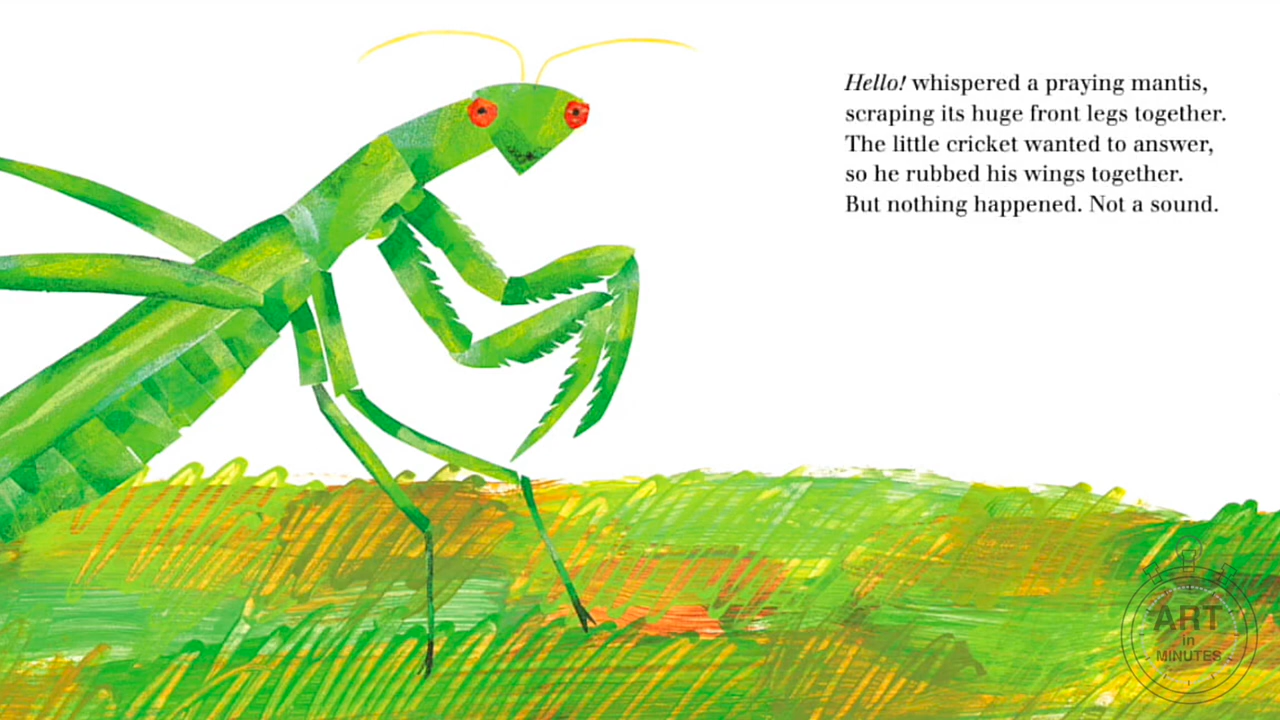 Hello! whispered a praying mantis,
scraping its huge front legs together.
The little cricket wanted to answer,
so he rubbed his wings together.
But nothing happened. Not a sound.
ART
in
MINUTES